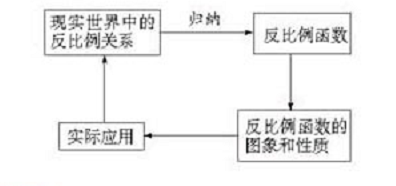 现实世界中的
反比例关系
归纳
反比例函数
实际应用
反比例函数的
图象和性质